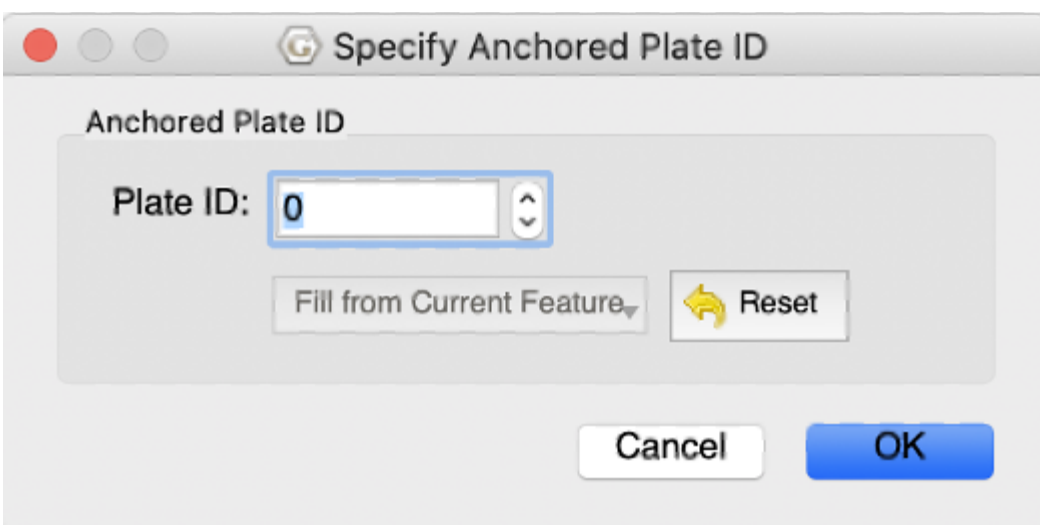 Specify Anchored Plate ID
Anchored Plate ID
Plate ID: 0
Fill from Current Feature Reset
Cancel OK